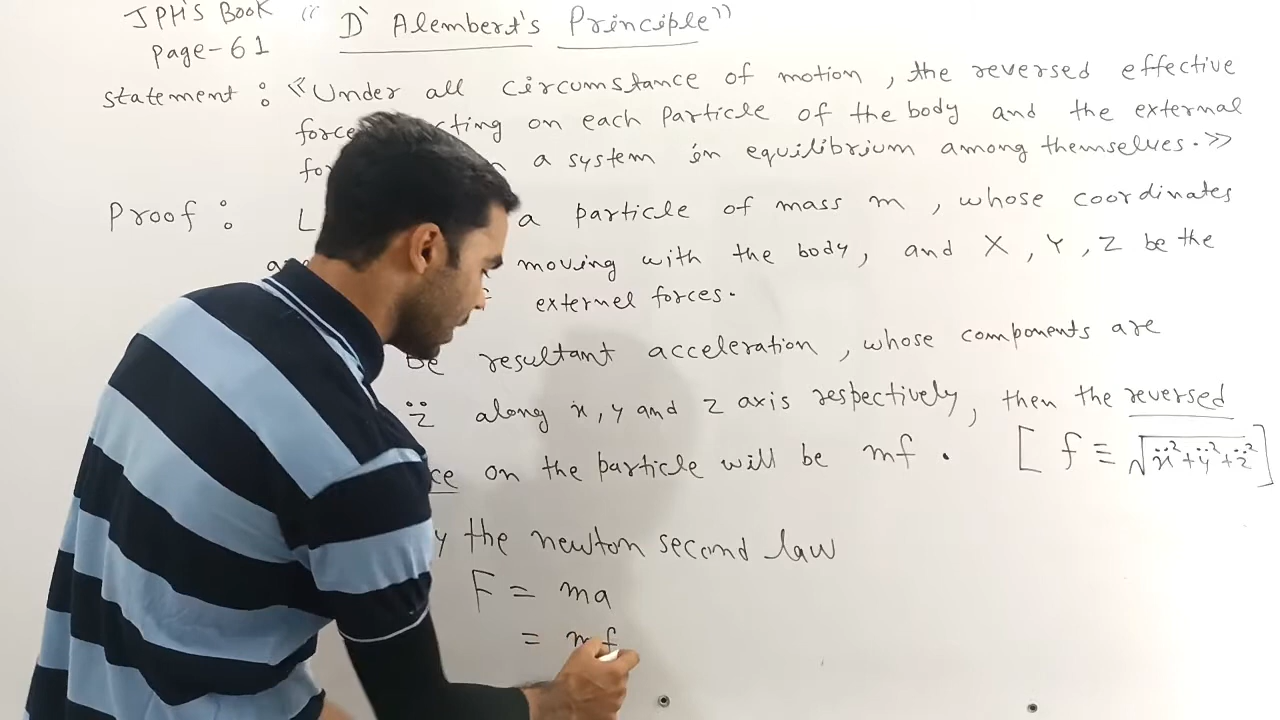 JPH'S Book "D' Alembert's Principle"
Page-61
statement : «Under all circumstance of motion, the reversed effective
force acting on each particle of the body and the external
a system in equilibrium among themselves.»
Proof : a particle of mass m, whose coordinates
moving with the body, and X, Y, Z be the
externel forces.
be resultant acceleration, whose components are
z̈ along x, y and z axis respectively, then the reversed
on the particle will be mf. [f = √ẍ²+ÿ²+z̈²]
the newton second law
F = ma
= mf